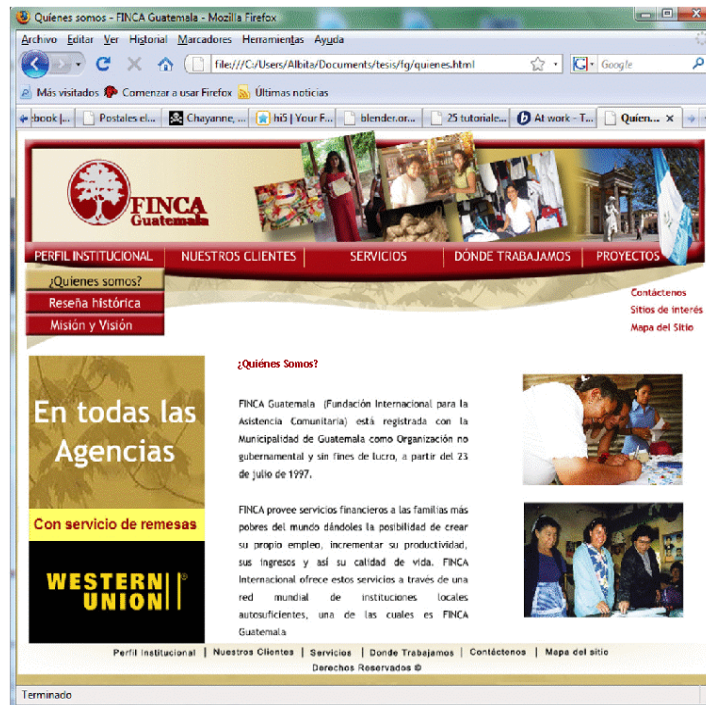 Quíenes somos - FINCA Guatemala - Mozilla Firefox
Archivo Editar Ver Historial Marcadores Herramientas Ayuda
file:///C:/Users/Albita/Documents/tesis/fg/quienes.html
Google
Más visitados Comenzar a usar Firefox Últimas noticias
ebook |... Postales el... Chayanne, ... hi5 | Your F... blender.or... 25 tutoriale... At work - T... Quíen...
FINCA
Guatemala
PERFIL INSTITUCIONAL NUESTROS CLIENTES SERVICIOS DÓNDE TRABAJAMOS PROYECTOS
¿Quienes somos?
Reseña histórica
Misión y Visión
Contáctenos
Sitios de interés
Mapa del Sitio
En todas las
Agencias
Con servicio de remesas
WESTERN
UNION
¿Quiénes Somos?
FINCA Guatemala (Fundación Internacional para la
Asistencia Comunitaria) está registrada con la
Municipalidad de Guatemala como Organización no
gubernamental y sin fines de lucro, a partir del 23
de julio de 1997.
FINCA provee servicios financieros a las familias más
pobres del mundo dándoles la posibilidad de crear
su propio empleo, incrementar su productividad,
sus ingresos y así su calidad de vida. FINCA
Internacional ofrece estos servicios a través de una
red mundial de instituciones locales
autosuficientes, una de las cuales es FINCA
Guatemala
Perfil Institucional | Nuestros Clientes | Servicios | Donde Trabajamos | Contáctenos | Mapa del sitio
Derechos Reservados ©
Terminado